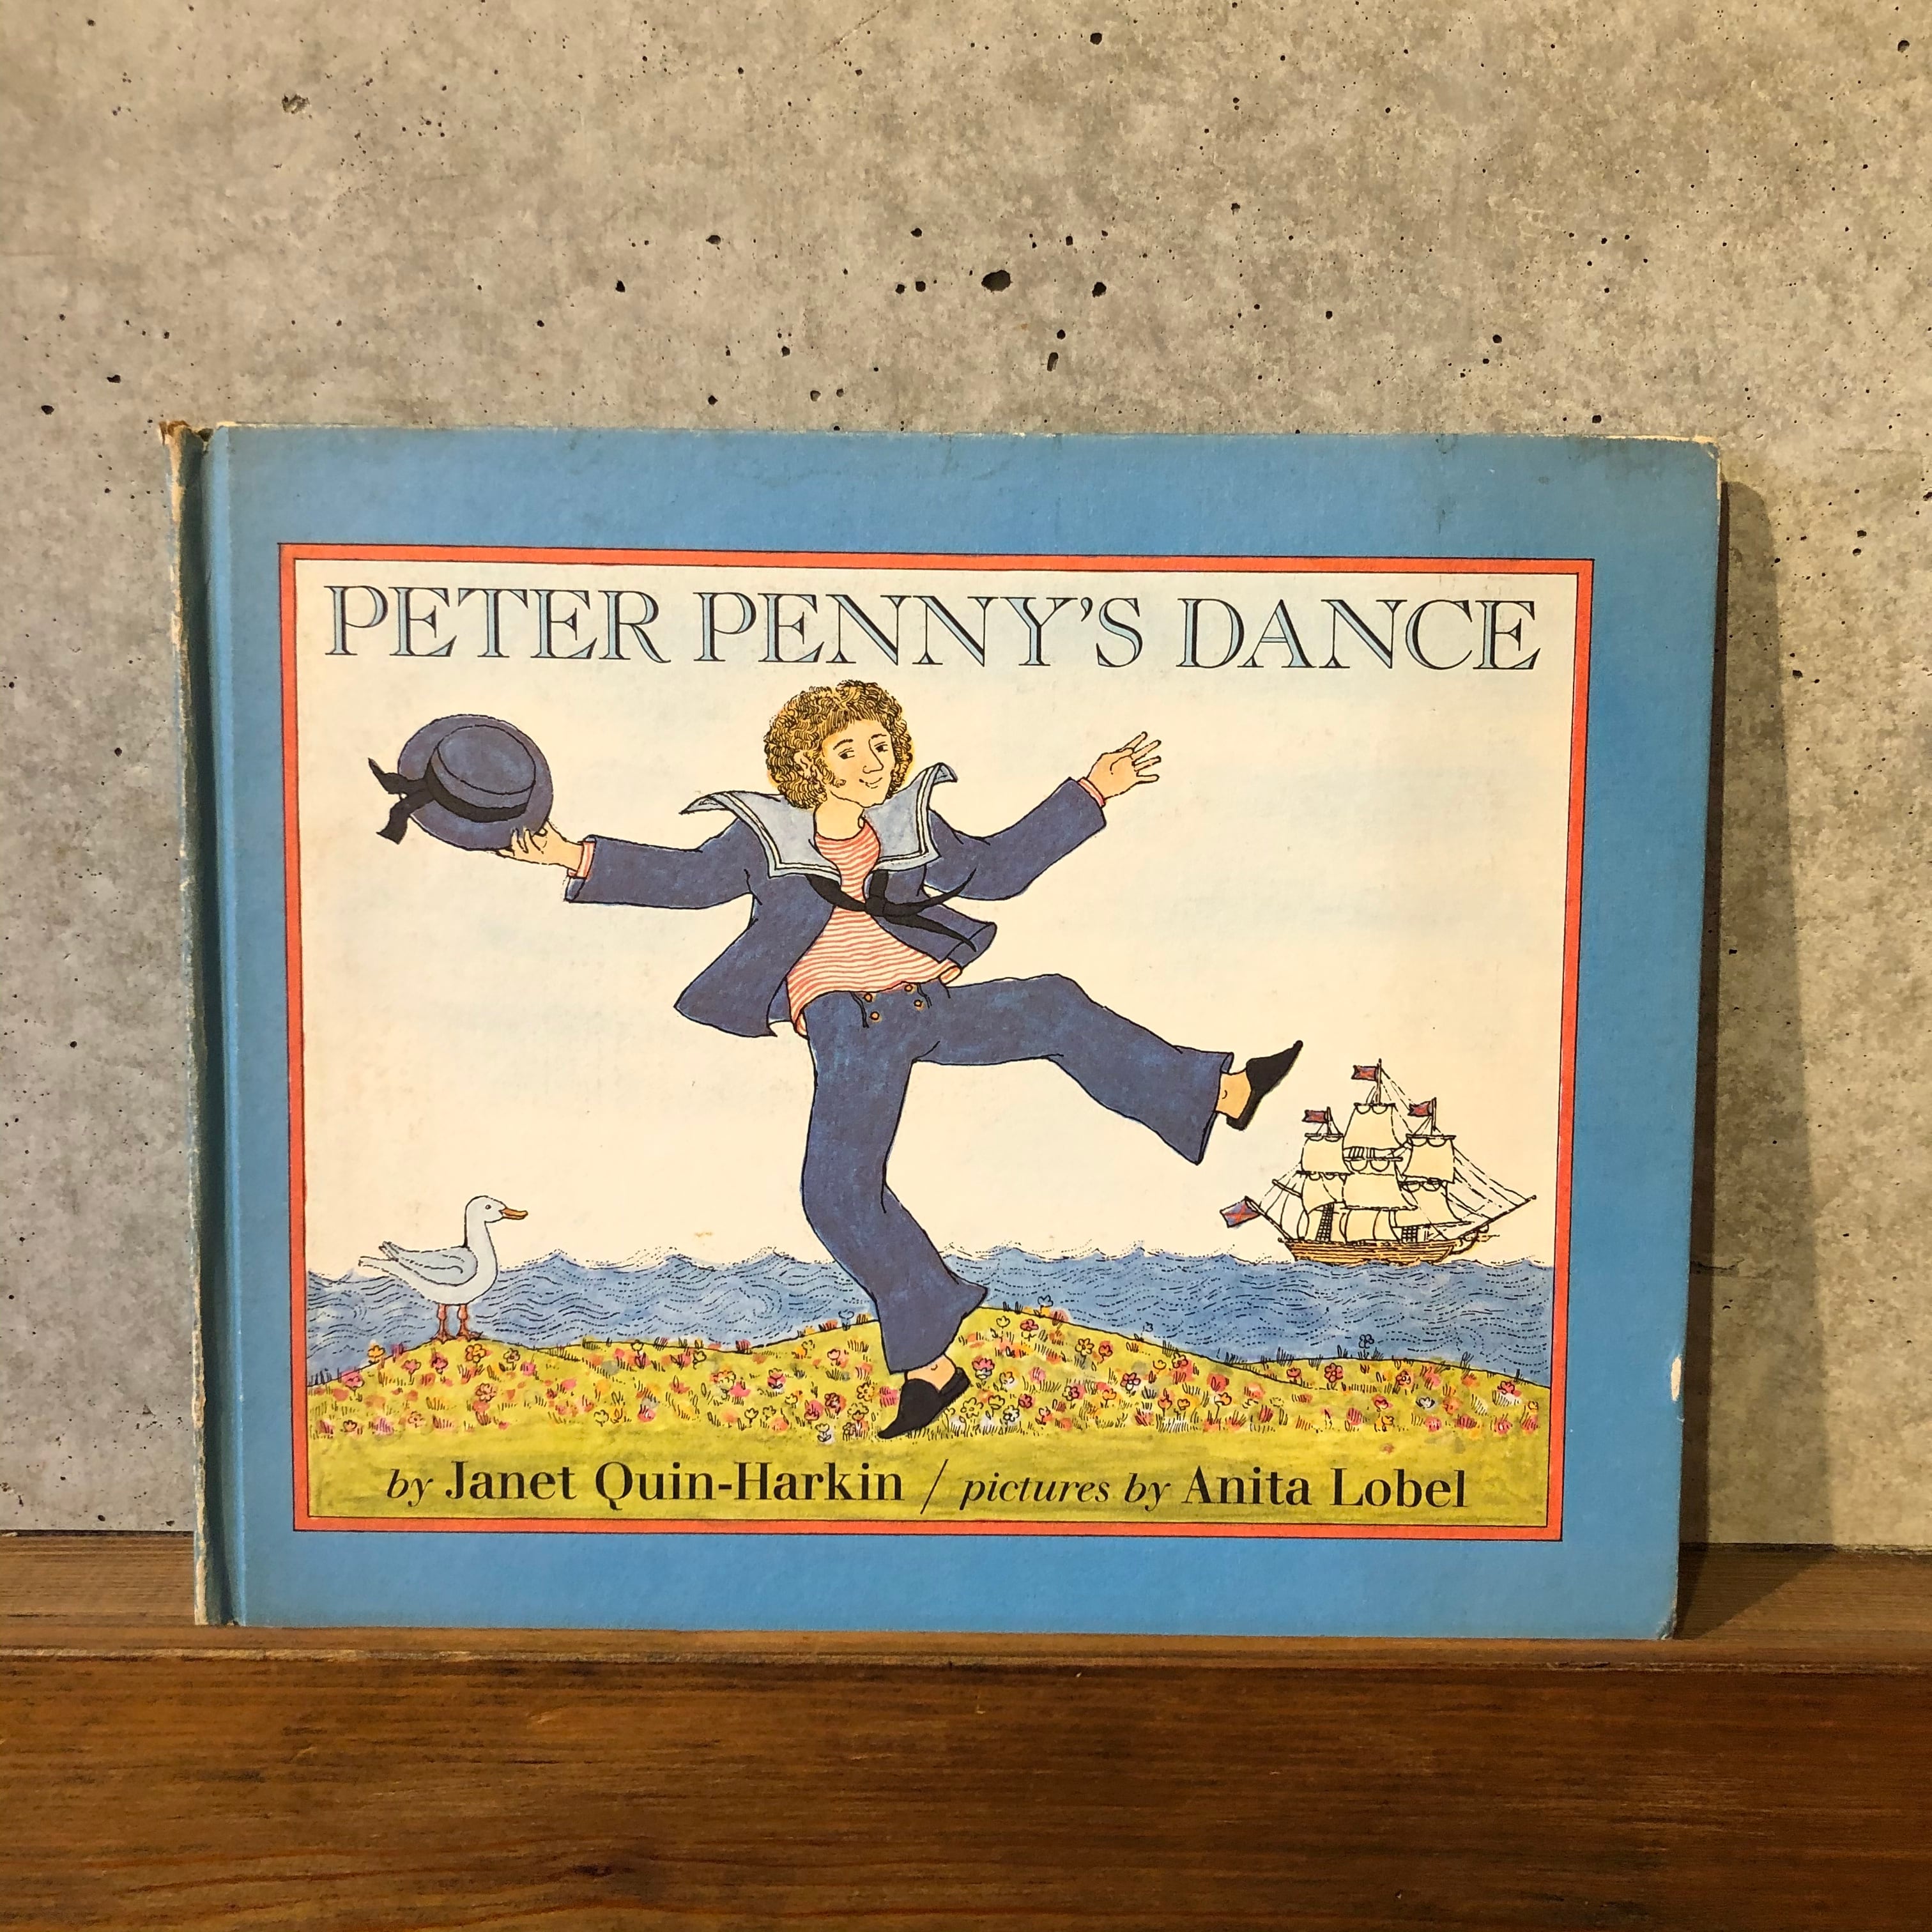 PETER PENNY'S DANCE
by Janet Quin-Harkin / pictures by Anita Lobel